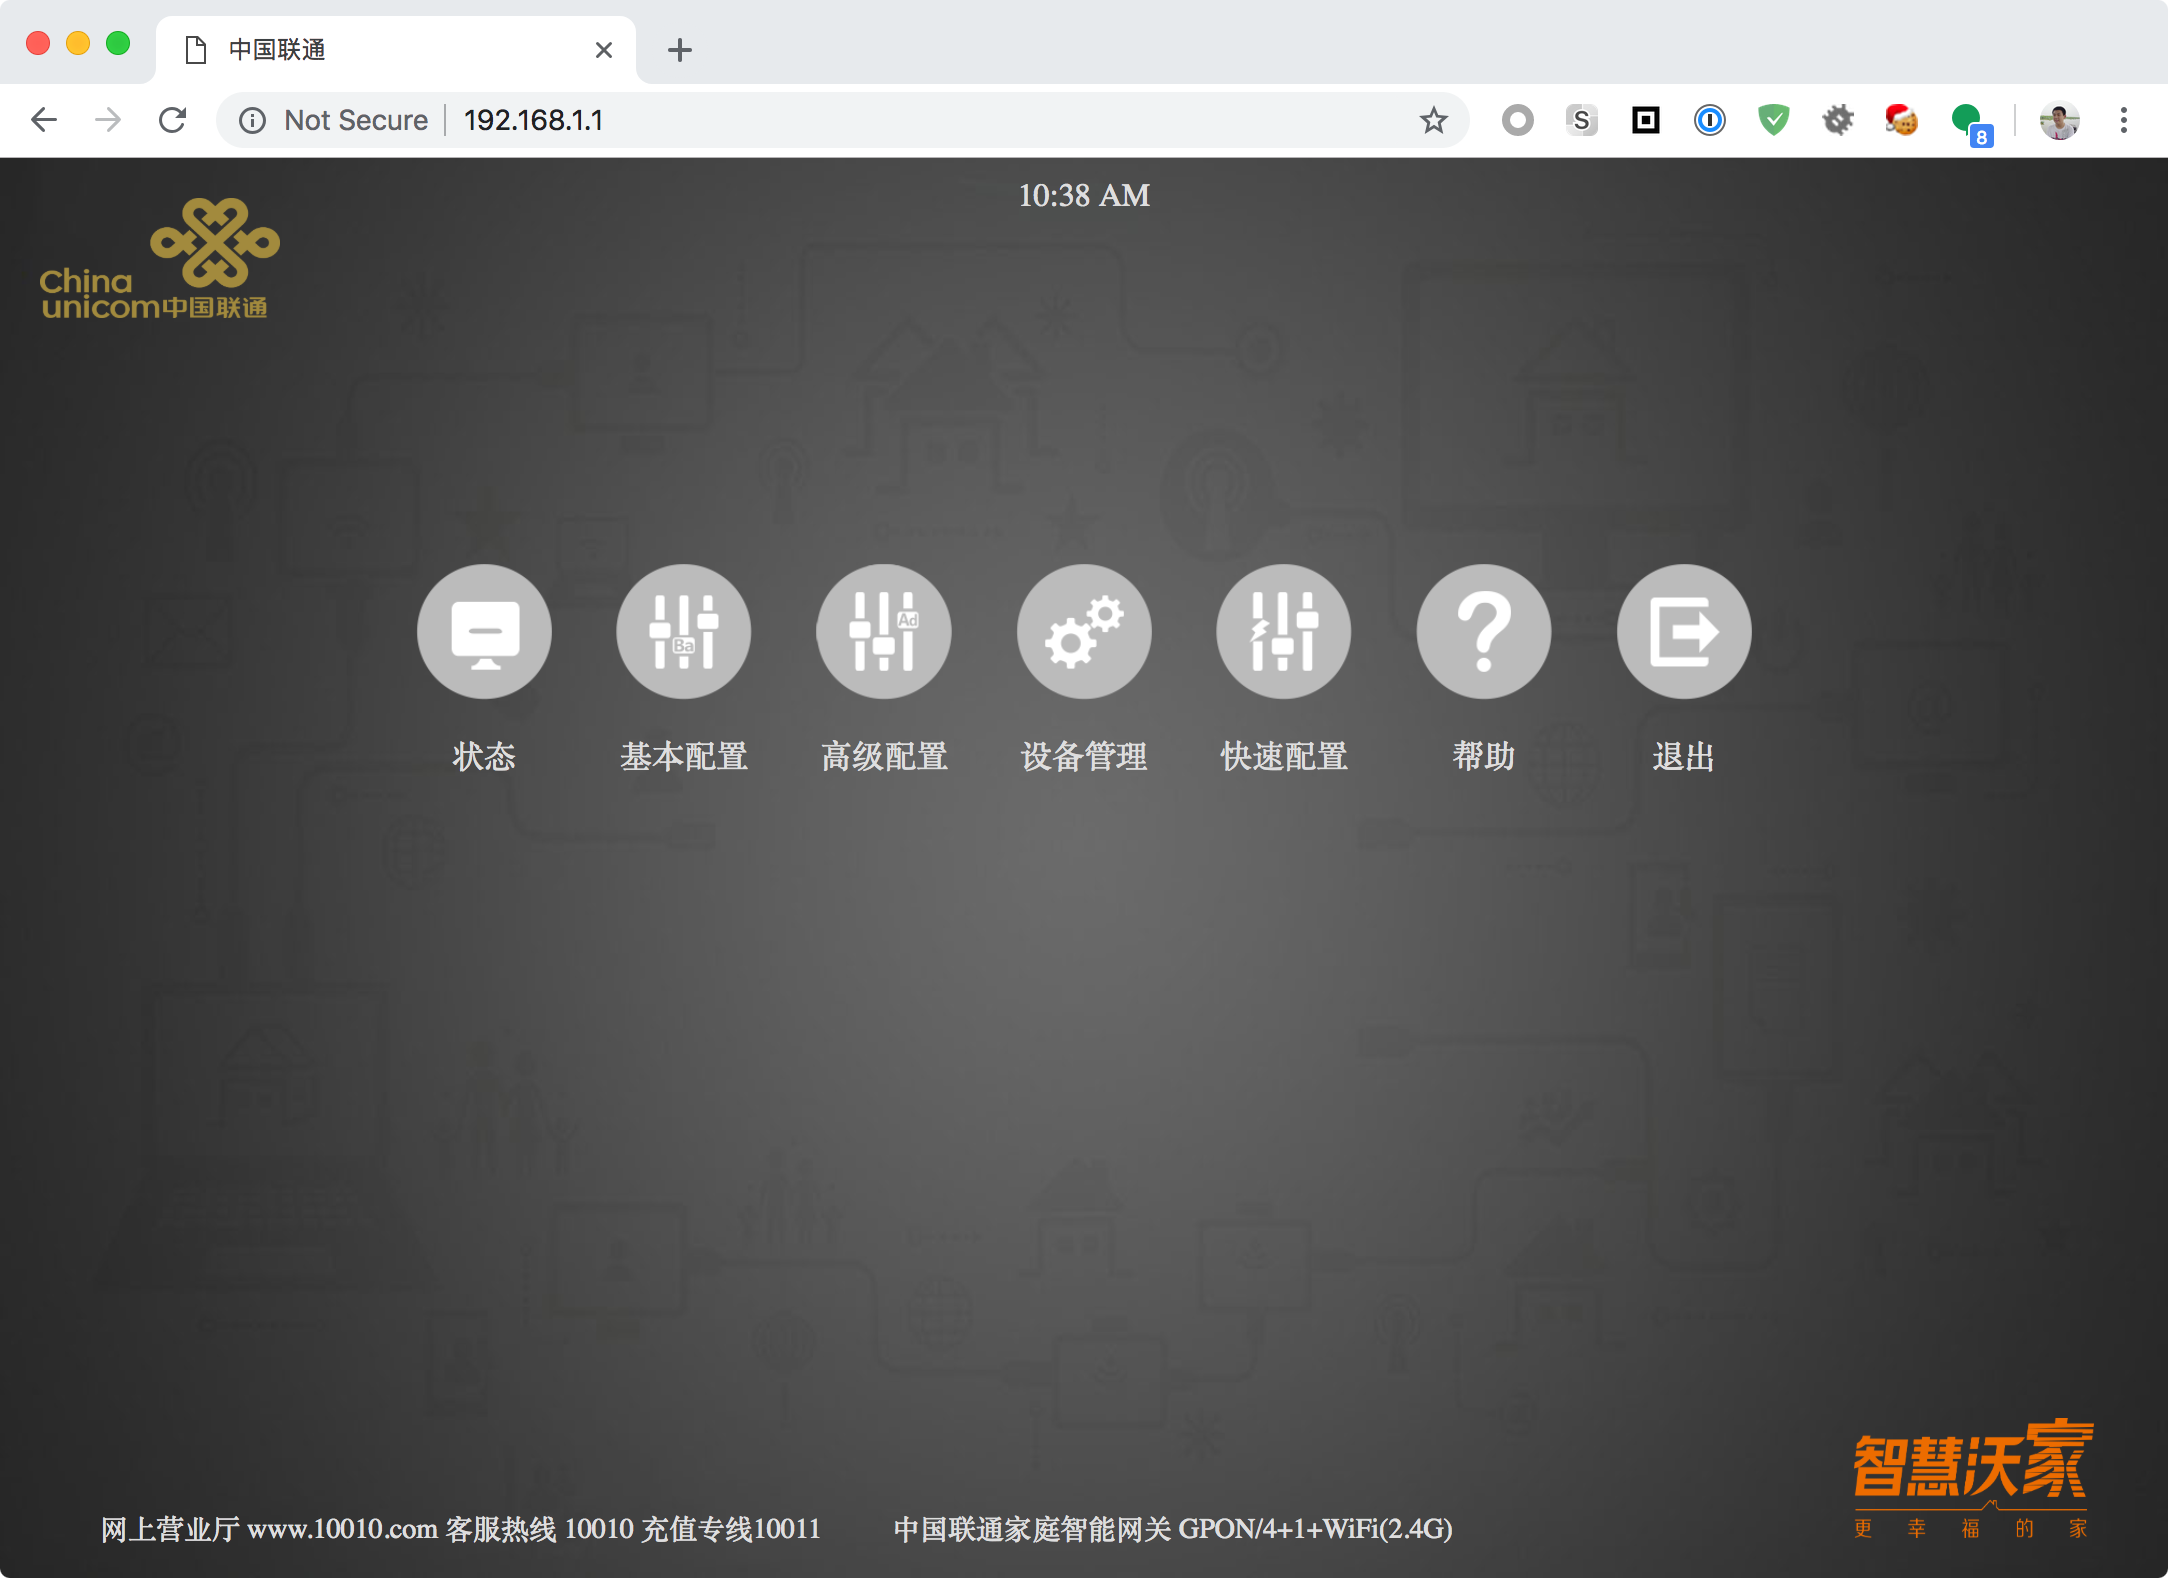 中国联通
Not Secure
192.168.1.1
S
8
10:38 AM
China
unicom中国联通
Ba
Ad
状态
基本配置
高级配置
设备管理
快速配置
帮助
退出
智慧沃家
更幸福的家
网上营业厅 www.10010.com 客服热线 10010 充值专线10011
中国联通家庭智能网关 GPON/4+1+WiFi(2.4G)